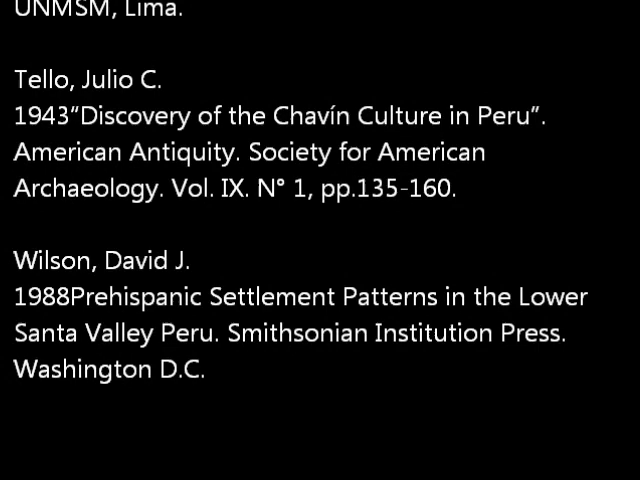 UNMSM, Lima.
Tello, Julio C.
1943“Discovery of the Chavín Culture in Peru”.
American Antiquity. Society for American
Archaeology. Vol. IX. N° 1, pp.135-160.
Wilson, David J.
1988Prehispanic Settlement Patterns in the Lower
Santa Valley Peru. Smithsonian Institution Press.
Washington D.C.